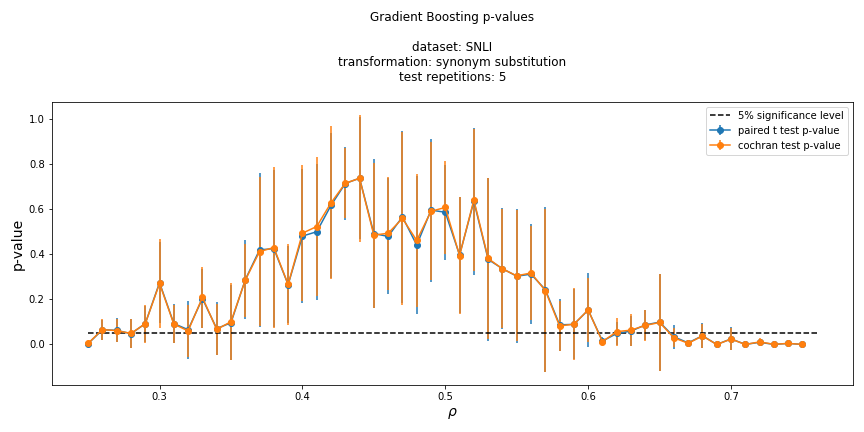 Gradient Boosting p-values
dataset: SNLI
transformation: synonym substitution
test repetitions: 5
5% significance level
paired t test p-value
cochran test p-value
1.0
0.8
0.6
0.4
0.2
0.0
p-value
0.3 0.4 0.5 0.6 0.7
ρ